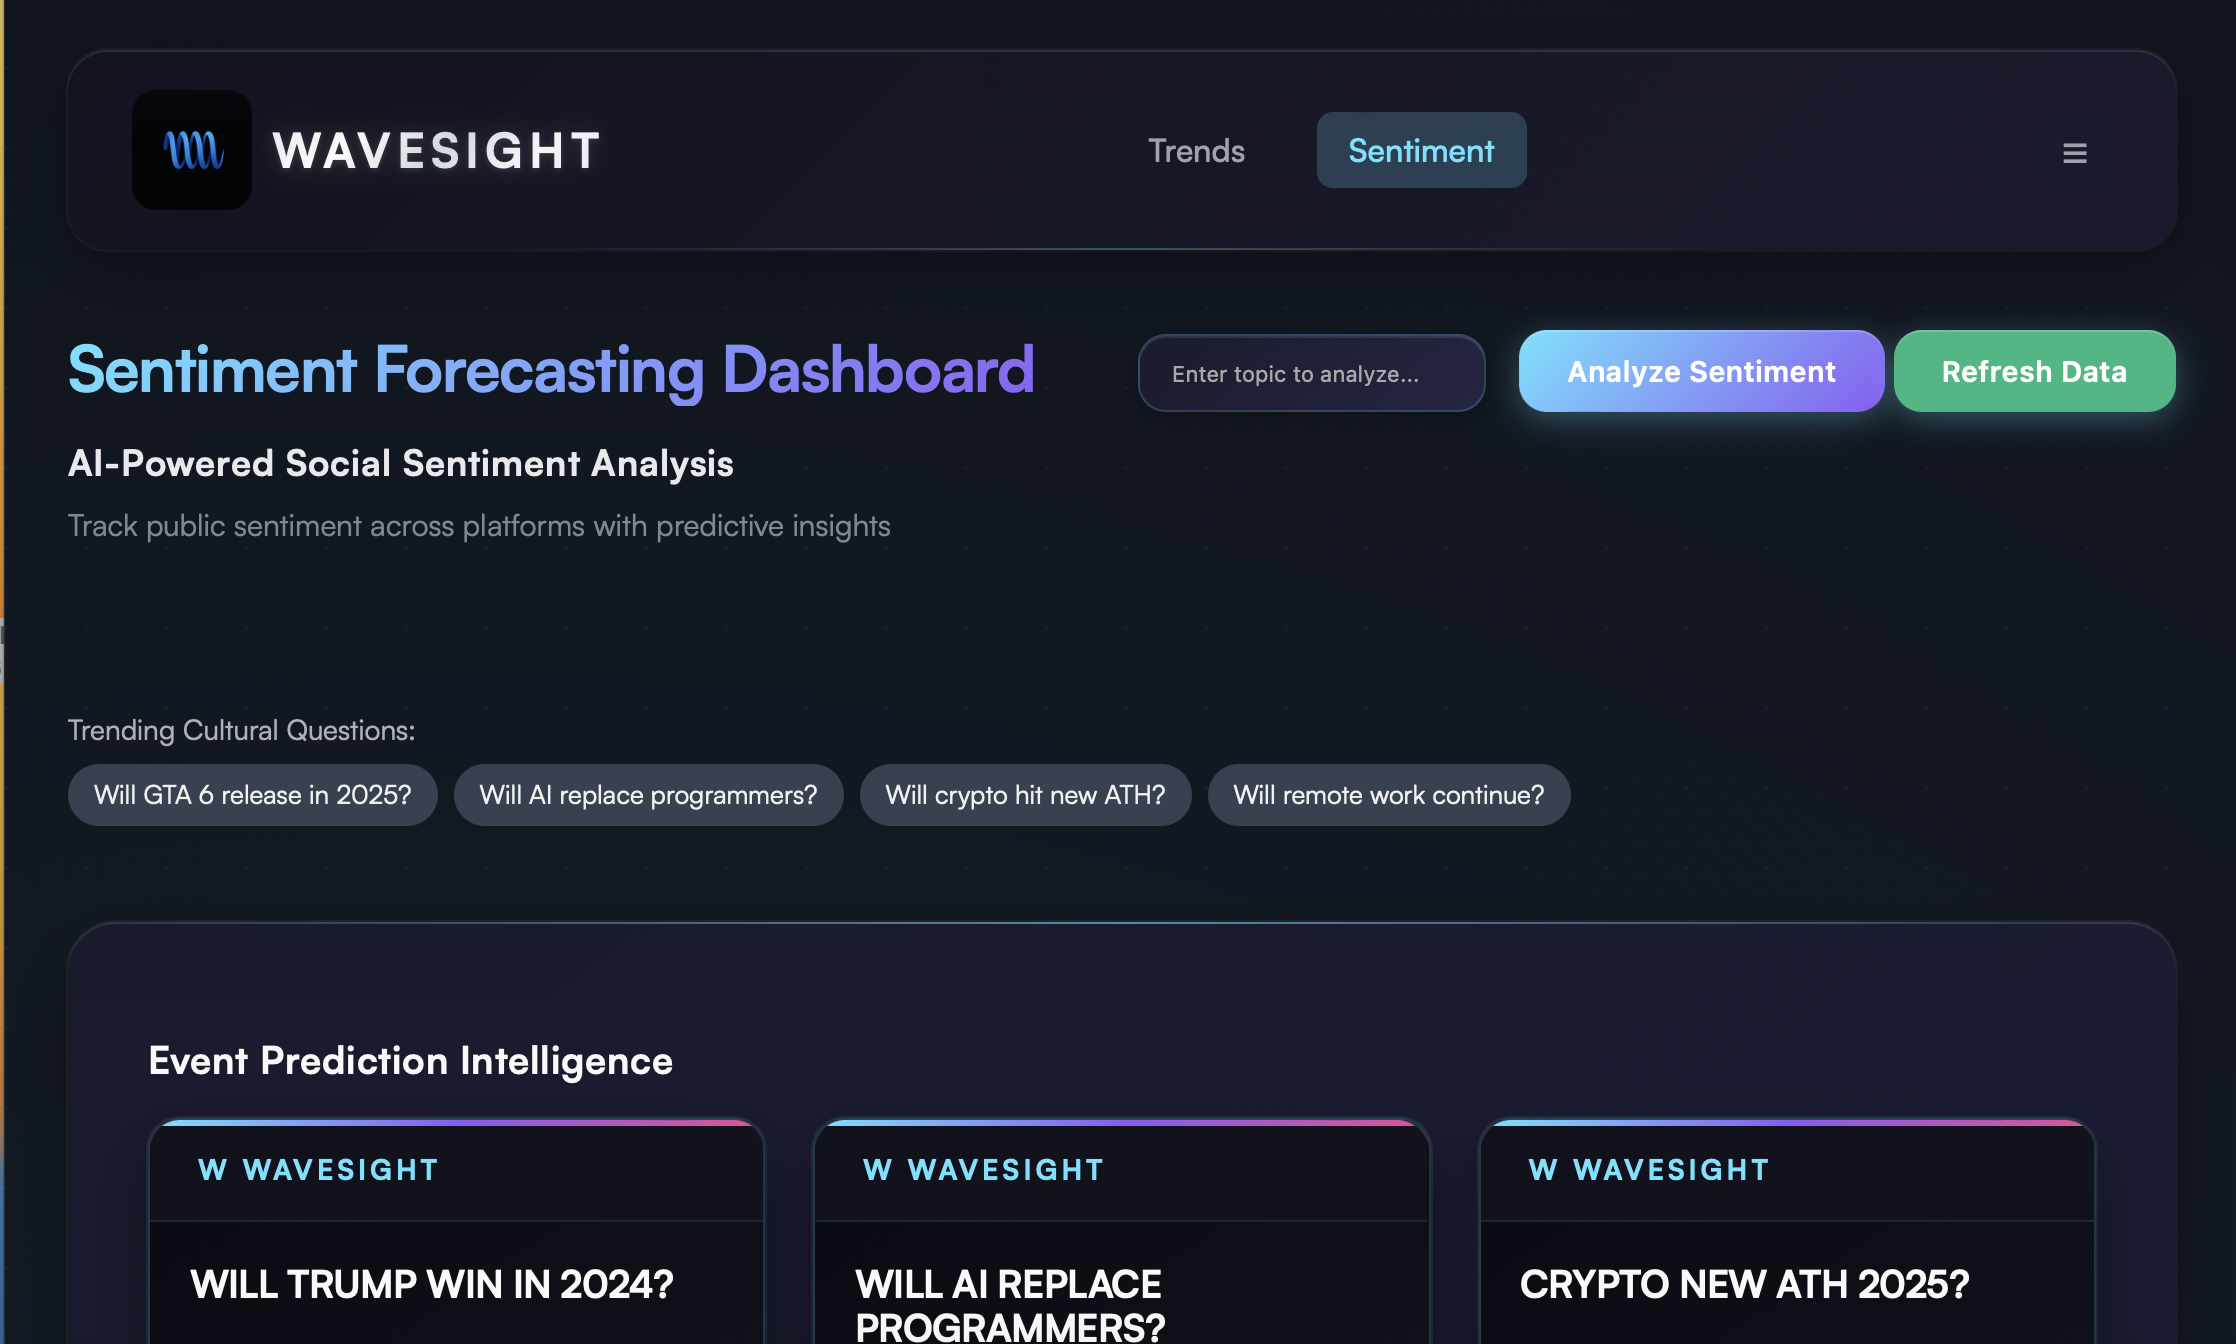 WAVESIGHT
Trends
Sentiment
Sentiment Forecasting Dashboard
Enter topic to analyze...
Analyze Sentiment
Refresh Data
AI-Powered Social Sentiment Analysis
Track public sentiment across platforms with predictive insights
Trending Cultural Questions:
Will GTA 6 release in 2025?
Will AI replace programmers?
Will crypto hit new ATH?
Will remote work continue?
Event Prediction Intelligence
W WAVESIGHT
WILL TRUMP WIN IN 2024?
W WAVESIGHT
WILL AI REPLACE
PROGRAMMERS?
W WAVESIGHT
CRYPTO NEW ATH 2025?